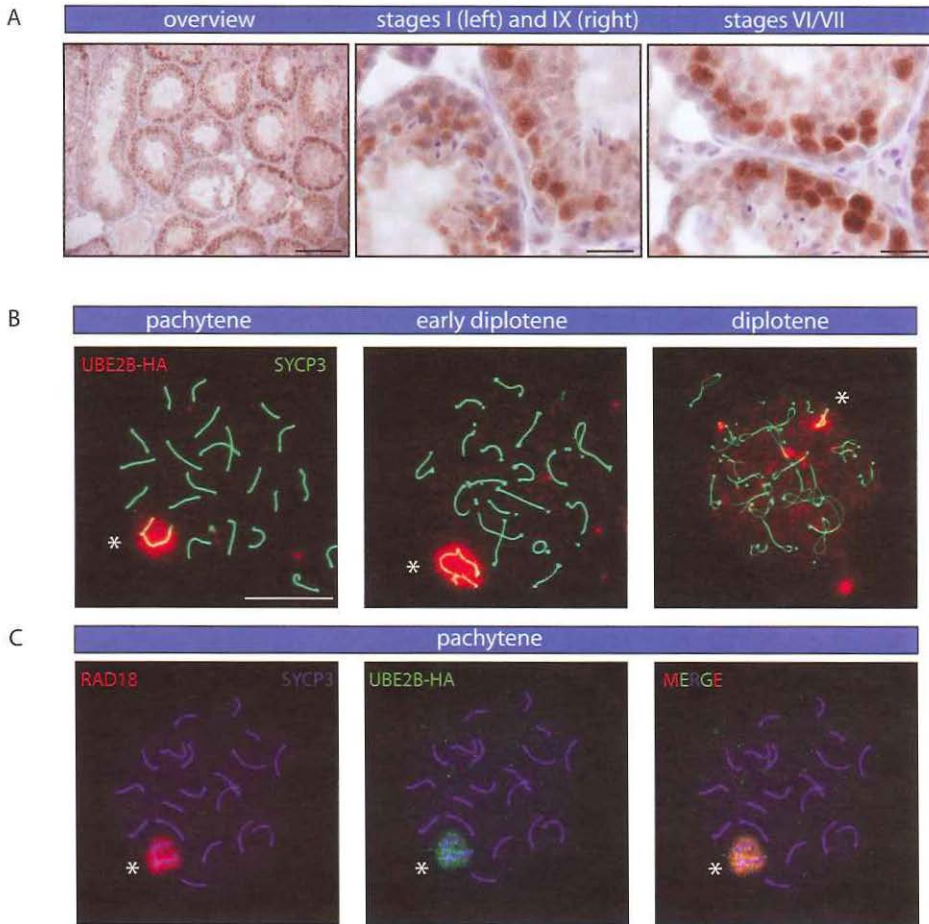 A
overview
stages I (left) and IX (right)
stages VI/VII
B
pachytene
early diplotene
diplotene
UBE2B-HA
SYCP3
*
*
*
C
pachytene
RAD18
SYCP3
UBE2B-HA
MERGE
*
*
*